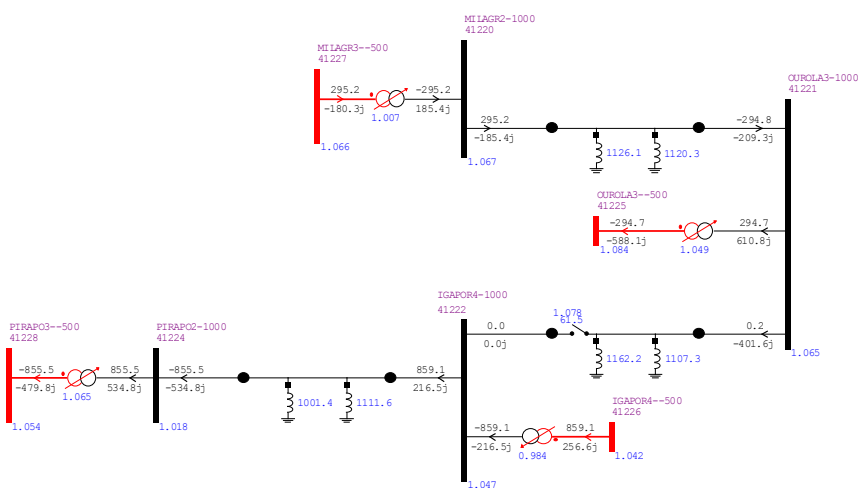 MILAGR2-1000
41220
MILAGR3--500
41227
295.2
-180.3j
1.007
-295.2
185.4j
1.066
1.067
295.2
-185.4j
1126.1
1120.3
-294.8
-209.3j
OUROLA3-1000
41221
OUROLA3--500
41225
-294.7
-588.1j
1.084
1.049
294.7
610.8j
IGAPOR4-1000
41222
0.0
0.0j
1.078
61.5
1162.2
1107.3
0.2
-401.6j
1.065
PIRAPO3--500
41228
-855.5
-479.8j
1.065
855.5
534.8j
1.054
PIRAPO2-1000
41224
-855.5
-534.8j
1.018
1001.4
1111.6
859.1
216.5j
-859.1
-216.5j
0.984
859.1
256.6j
IGAPOR4--500
41226
1.042
1.047